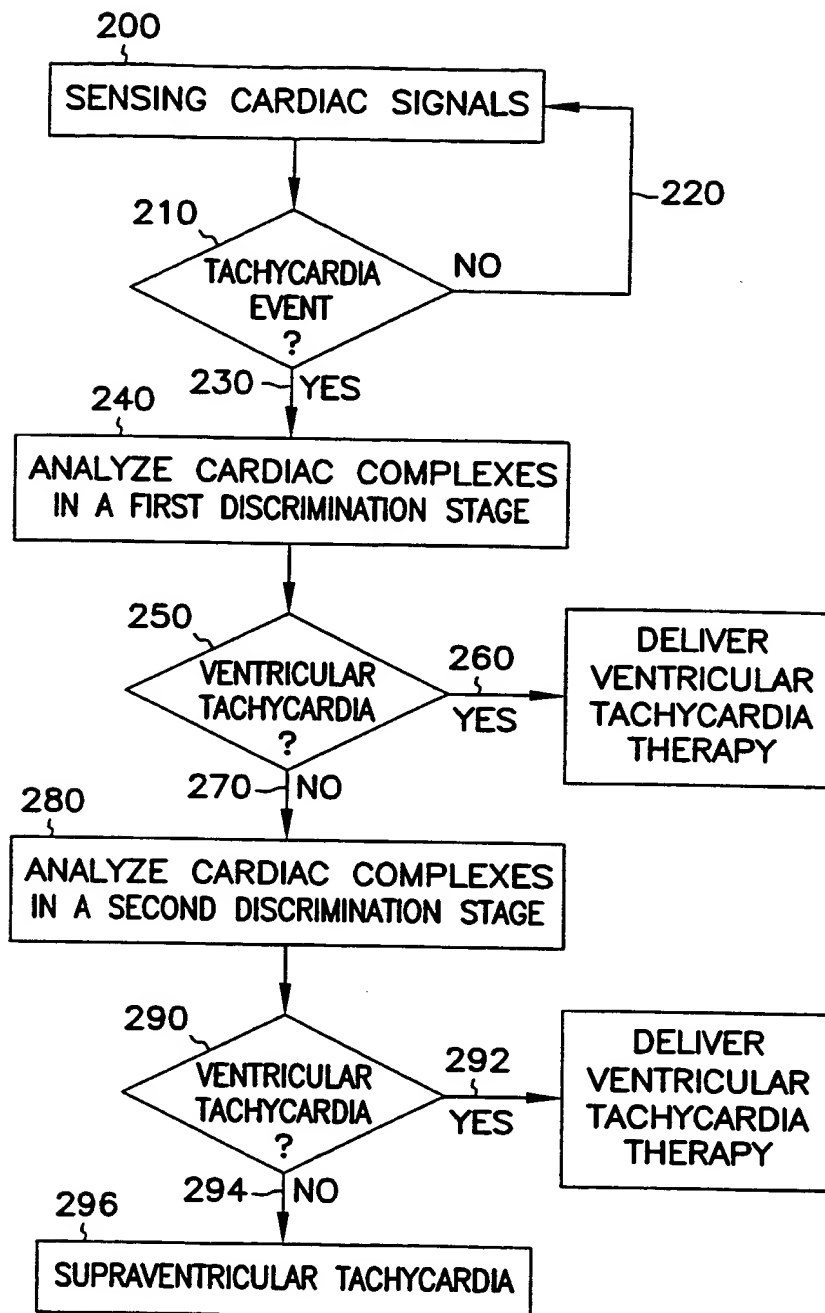 200
SENSING CARDIAC SIGNALS
220
210
TACHYCARDIA
EVENT
?
NO
230 YES
240
ANALYZE CARDIAC COMPLEXES
IN A FIRST DISCRIMINATION STAGE
250
VENTRICULAR
TACHYCARDIA
?
260
YES
DELIVER
VENTRICULAR
TACHYCARDIA
THERAPY
270 NO
280
ANALYZE CARDIAC COMPLEXES
IN A SECOND DISCRIMINATION STAGE
290
VENTRICULAR
TACHYCARDIA
?
292
YES
DELIVER
VENTRICULAR
TACHYCARDIA
THERAPY
294 NO
296
SUPRAVENTRICULAR TACHYCARDIA